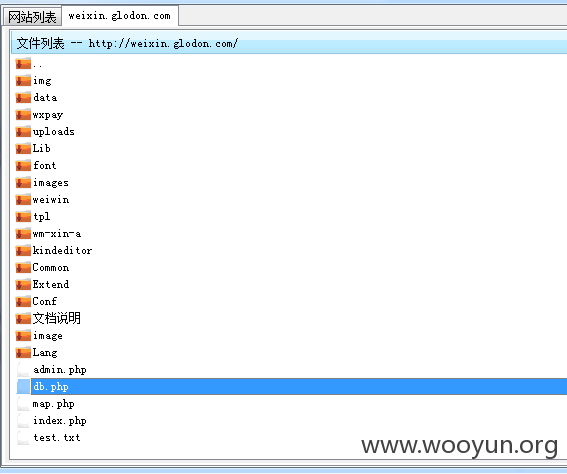 网站列表 weixin.glodon.com
文件列表 -- http://weixin.glodon.com/
..
img
data
wxpay
uploads
Lib
font
images
weiwin
tpl
wm-xin-a
kindeditor
Common
Extend
Conf
文档说明
image
Lang
admin.php
db.php
map.php
index.php
test.txt
www.wooyun.org